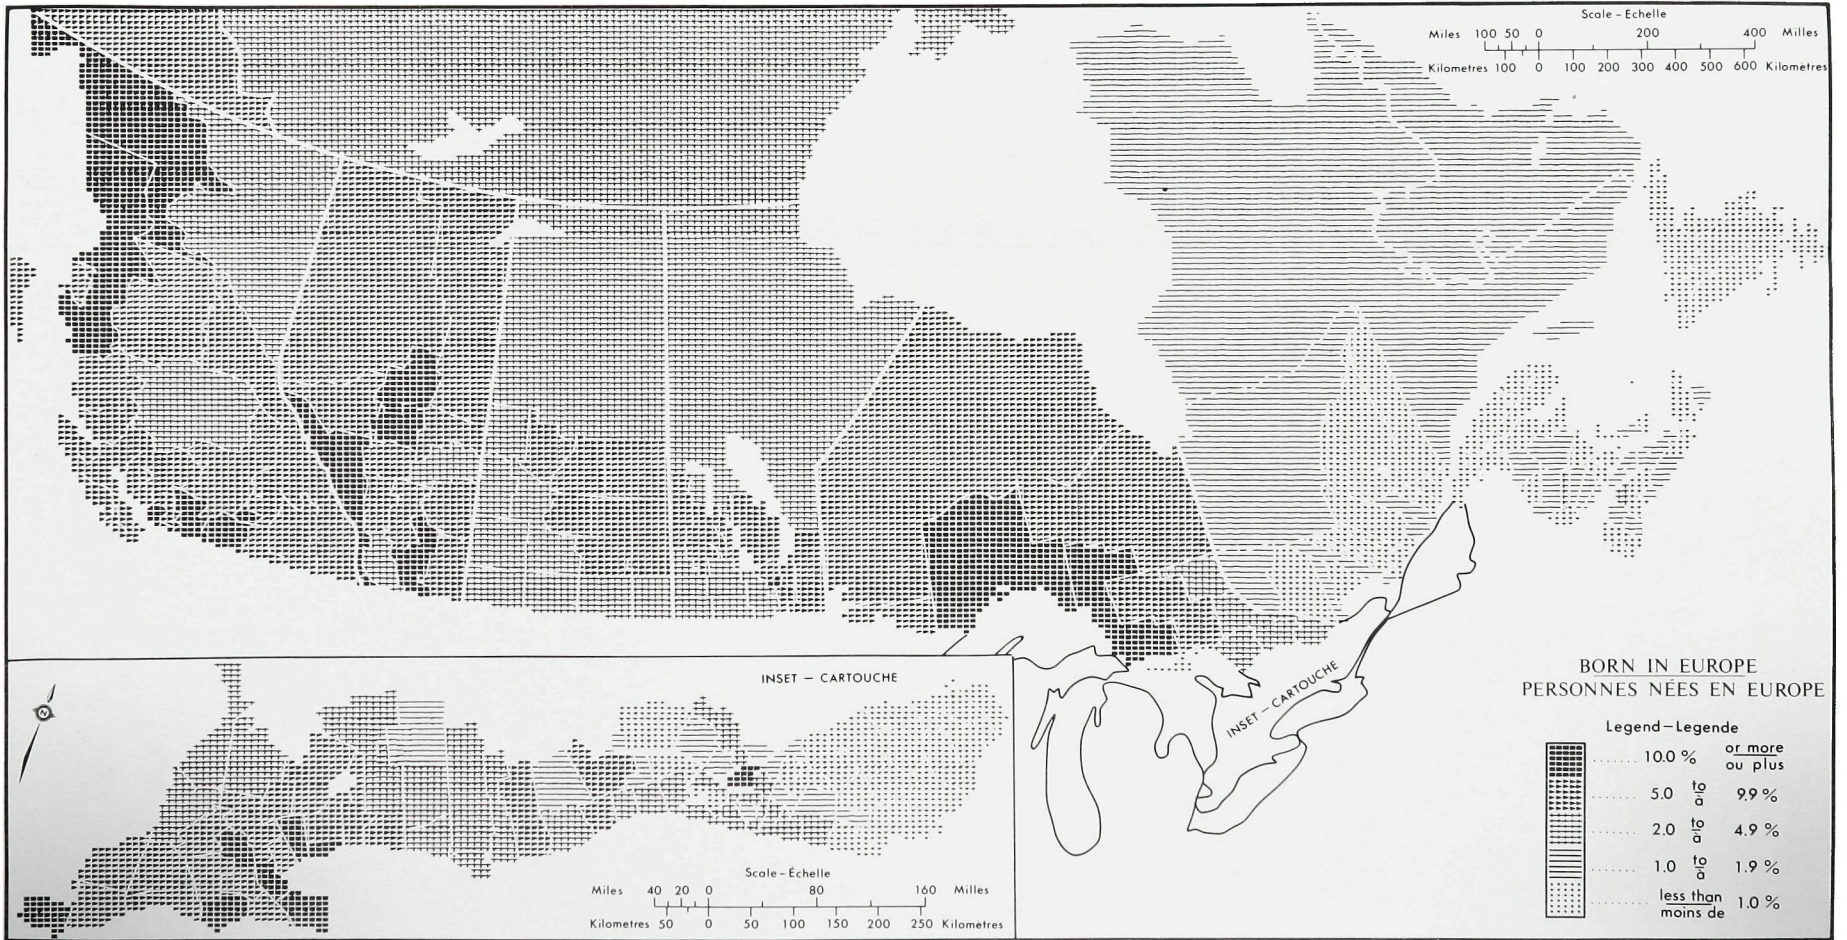 Scale – Echelle
Miles 100 50 0 200 400 Milles
Kilometres 100 0 100 200 300 400 500 600 Kilomètres
INSET – CARTOUCHE
INSET – CARTOUCHE
N
Scale – Échelle
Miles 40 20 0 80 160 Milles
Kilometres 50 0 50 100 150 200 250 Kilomètres
BORN IN EUROPE
PERSONNES NÉES EN EUROPE
Legend – Legende
10.0 % or more ou plus
5.0 to à 9.9 %
2.0 to à 4.9 %
1.0 to à 1.9 %
less than moins de 1.0 %